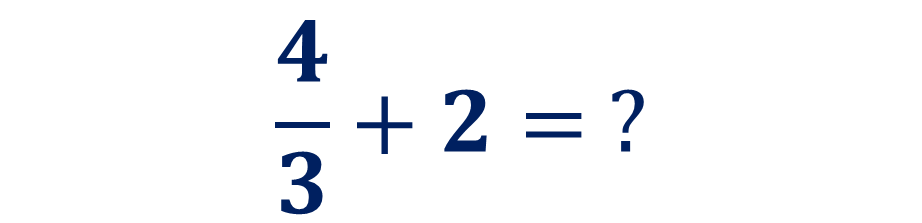 4/3 + 2 = ?